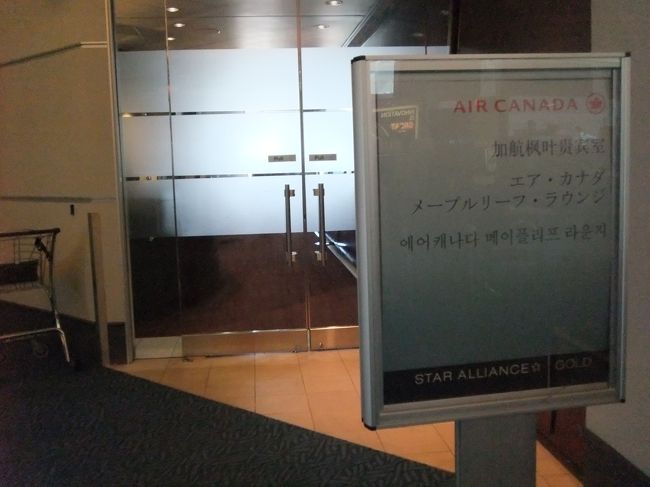 Pull
Pull
AIR CANADA
加航枫叶贵宾室
エア・カナダ
メープルリーフ・ラウンジ
에어캐나다 메이플리프 라운지
STAR ALLIANCE GOLD